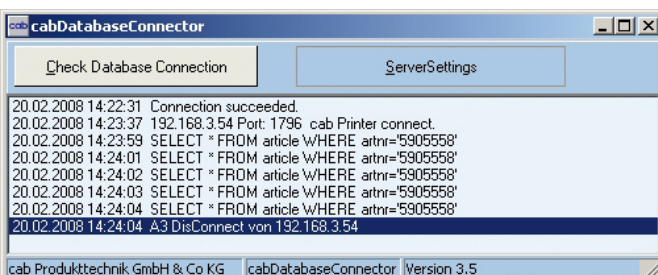 cab cabDatabaseConnector
Check Database Connection ServerSettings
20.02.2008 14:22:31 Connection succeeded.
20.02.2008 14:23:37 192.168.3.54 Port: 1796 cab Printer connect.
20.02.2008 14:23:59 SELECT * FROM article WHERE artnr='5905558'
20.02.2008 14:24:01 SELECT * FROM article WHERE artnr='5905558'
20.02.2008 14:24:02 SELECT * FROM article WHERE artnr='5905558'
20.02.2008 14:24:03 SELECT * FROM article WHERE artnr='5905558'
20.02.2008 14:24:04 SELECT * FROM article WHERE artnr='5905558'
20.02.2008 14:24:04 A3 DisConnect von 192.168.3.54
cab Produkttechnik GmbH & Co KG cabDatabaseConnector Version 3.5